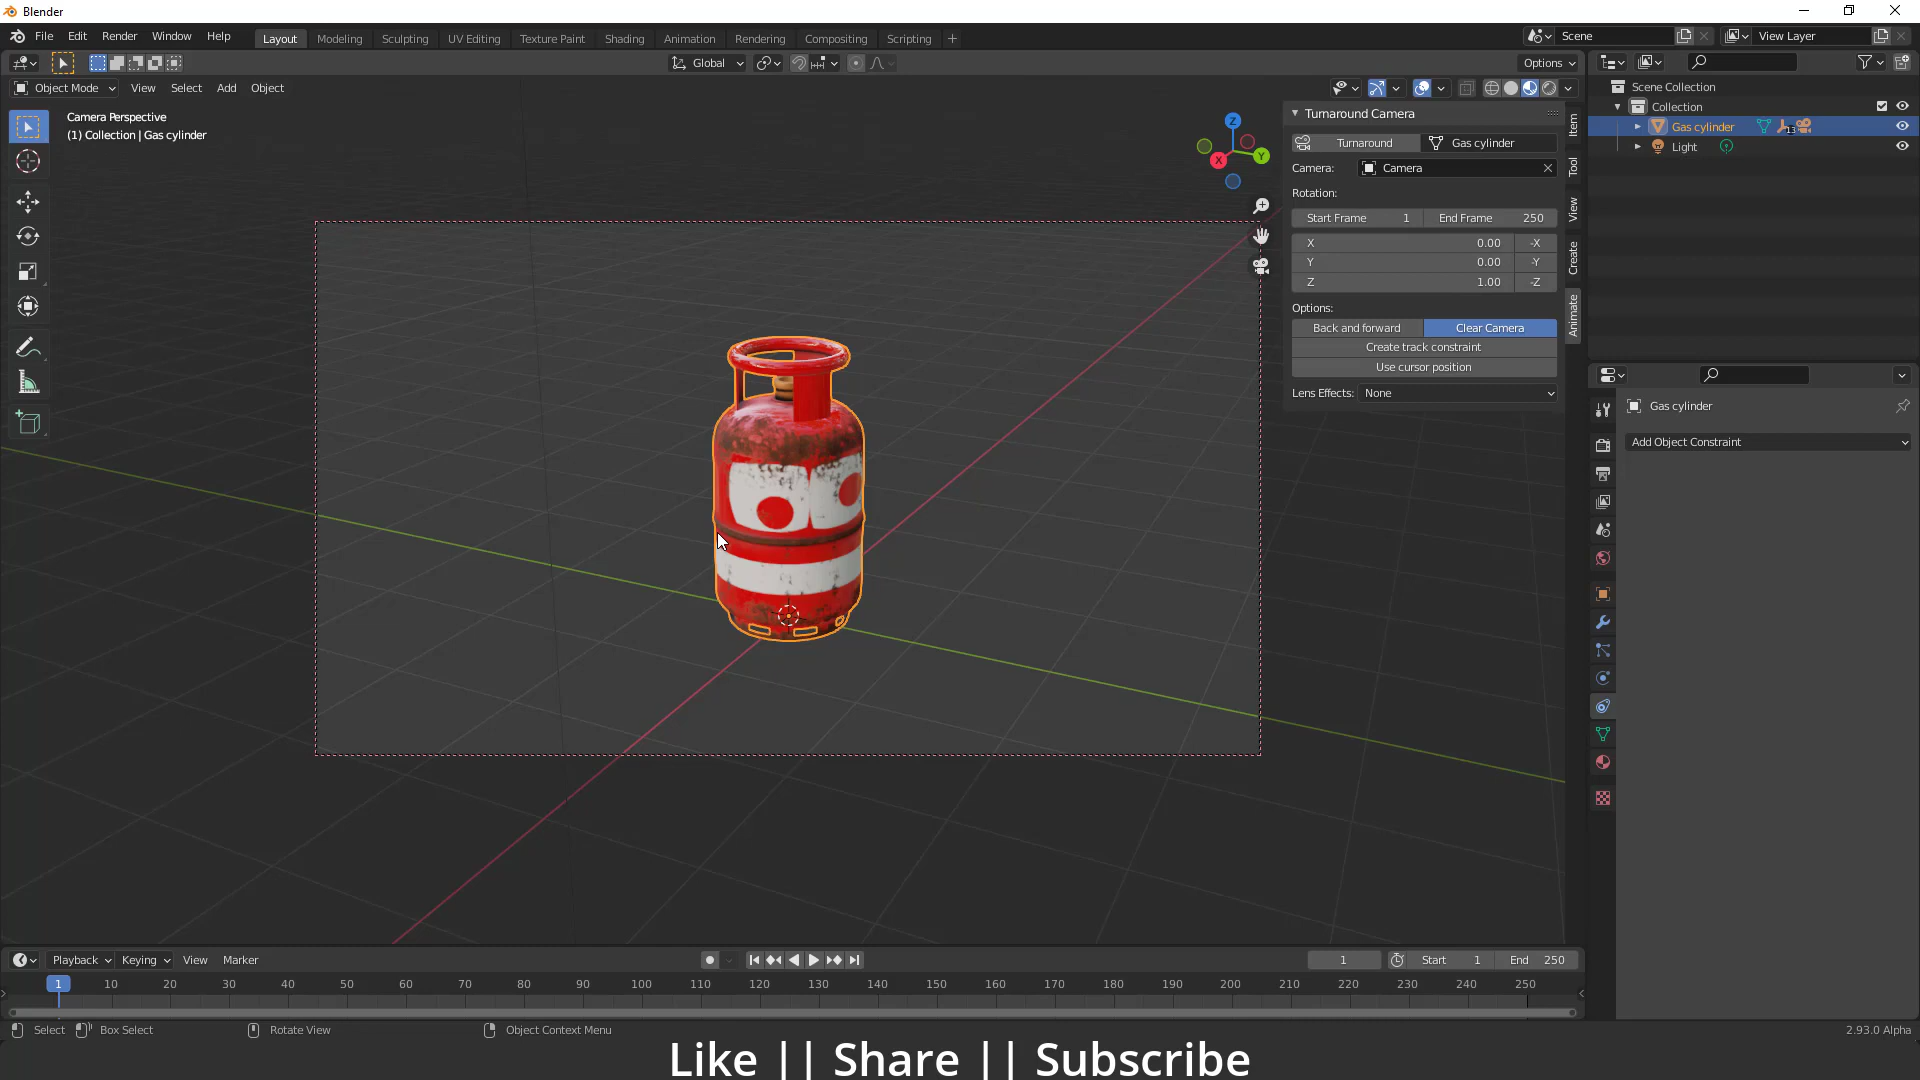 Blender
File Edit Render Window Help
Layout Modeling Sculpting UV Editing Texture Paint Shading Animation Rendering Compositing Scripting +
Scene
View Layer
Global
Options
Object Mode View Select Add Object
Camera Perspective
(1) Collection | Gas cylinder
Z
X
Y
Turnaround Camera
Turnaround Gas cylinder
Camera: Camera
Rotation:
Start Frame 1 End Frame 250
X 0.00 -X
Y 0.00 -Y
Z 1.00 -Z
Options:
Back and forward Clear Camera
Create track constraint
Use cursor position
Lens Effects: None
Item
Tool
View
Create
Animate
Scene Collection
Collection
Gas cylinder 13
Light
Gas cylinder
Add Object Constraint
Playback Keying View Marker
1 Start 1 End 250
1 10 20 30 40 50 60 70 80 90 100 110 120 130 140 150 160 170 180 190 200 210 220 230 240 250
Select Box Select Rotate View Object Context Menu
2.93.0 Alpha
Like || Share || Subscribe